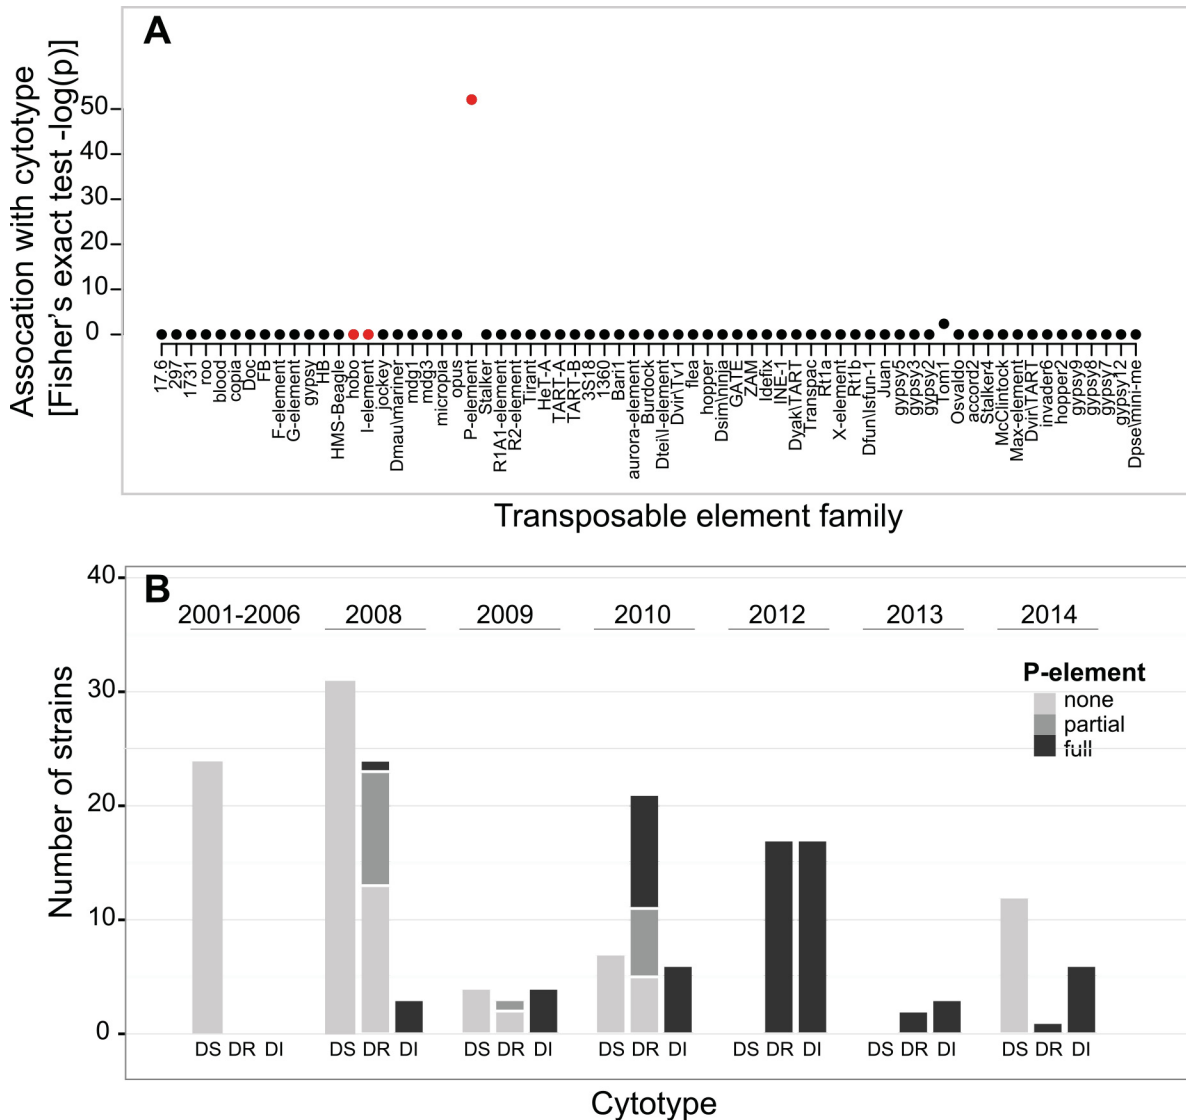 A
Assocation with cytotype
[Fisher's exact test -log(p)]
50
40
30
20
10
0
17.6
297
1731
roo
blood
copia
Doc
FB
F-element
G-element
gypsy
HB
HMS-Beagle
hobo
I-element
jockey
Dmau\mariner
mdg1
mdg3
micropia
opus
P-element
Stalker
R1A1-element
R2-element
Tirant
HeT-A
TART-A
TART-B
3S18
1360
Bari1
aurora-element
Burdock
Dtei\I-element
Dvir\Tv1
flea
hopper
Dsim\ninja
GATE
ZAM
Idefix
INE-1
Dyak\TART
Transpac
Rt1a
X-element
Rt1b
Dfun\Isfun-1
Juan
gypsy5
gypsy3
gypsy2
Tom1
Osvaldo
accord2
Stalker4
McClintock
Max-element
Dvir\TART
invader6
hopper2
gypsy9
gypsy8
gypsy7
gypsy12
Dpse\mini-me
Transposable element family
B
40
30
20
10
0
Number of strains
2001-2006 2008 2009 2010 2012 2013 2014
P-element
none
partial
full
DS DR DI DS DR DI DS DR DI DS DR DI DS DR DI DS DR DI DS DR DI
Cytotype